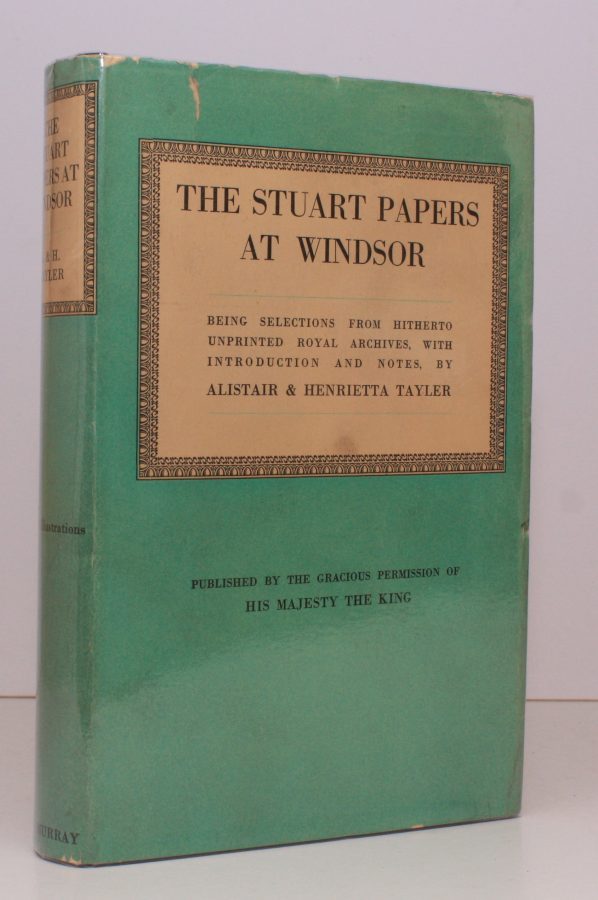 THE STUART PAPERS
AT WINDSOR
BEING SELECTIONS FROM HITHERTO
UNPRINTED ROYAL ARCHIVES, WITH
INTRODUCTION AND NOTES, BY
ALISTAIR & HENRIETTA TAYLER
PUBLISHED BY THE GRACIOUS PERMISSION OF
HIS MAJESTY THE KING
THE
& H.